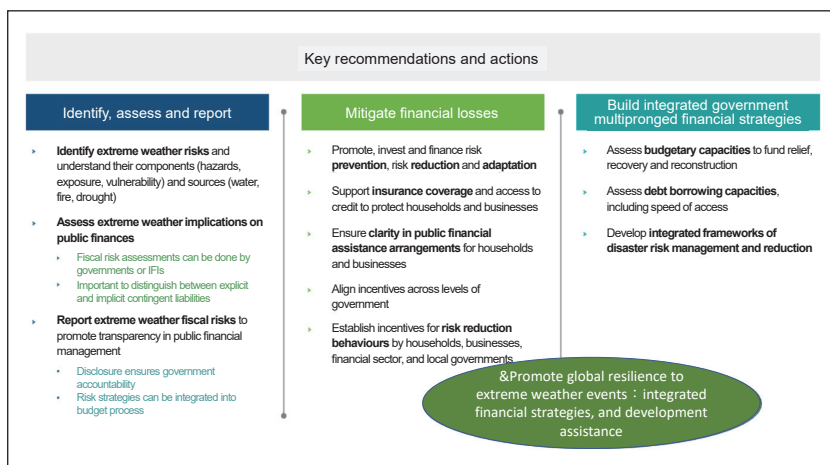 Key recommendations and actions
Identify, assess and report
Identify extreme weather risks and
understand their components (hazards,
exposure, vulnerability) and sources (water,
fire, drought)
Assess extreme weather implications on
public finances
Fiscal risk assessments can be done by
governments or IFIs
Important to distinguish between explicit
and implicit contingent liabilities
Report extreme weather fiscal risks to
promote transparency in public financial
management
Disclosure ensures government
accountability
Risk strategies can be integrated into
budget process
Mitigate financial losses
Promote, invest and finance risk
prevention, risk reduction and adaptation
Support insurance coverage and access to
credit to protect households and businesses
Ensure clarity in public financial
assistance arrangements for households
and businesses
Align incentives across levels of
government
Establish incentives for risk reduction
behaviours by households, businesses,
financial sector, and local governments
Build integrated government
multipronged financial strategies
Assess budgetary capacities to fund relief,
recovery and reconstruction
Assess debt borrowing capacities,
including speed of access
Develop integrated frameworks of
disaster risk management and reduction
&Promote global resilience to
extreme weather events：integrated
financial strategies, and development
assistance